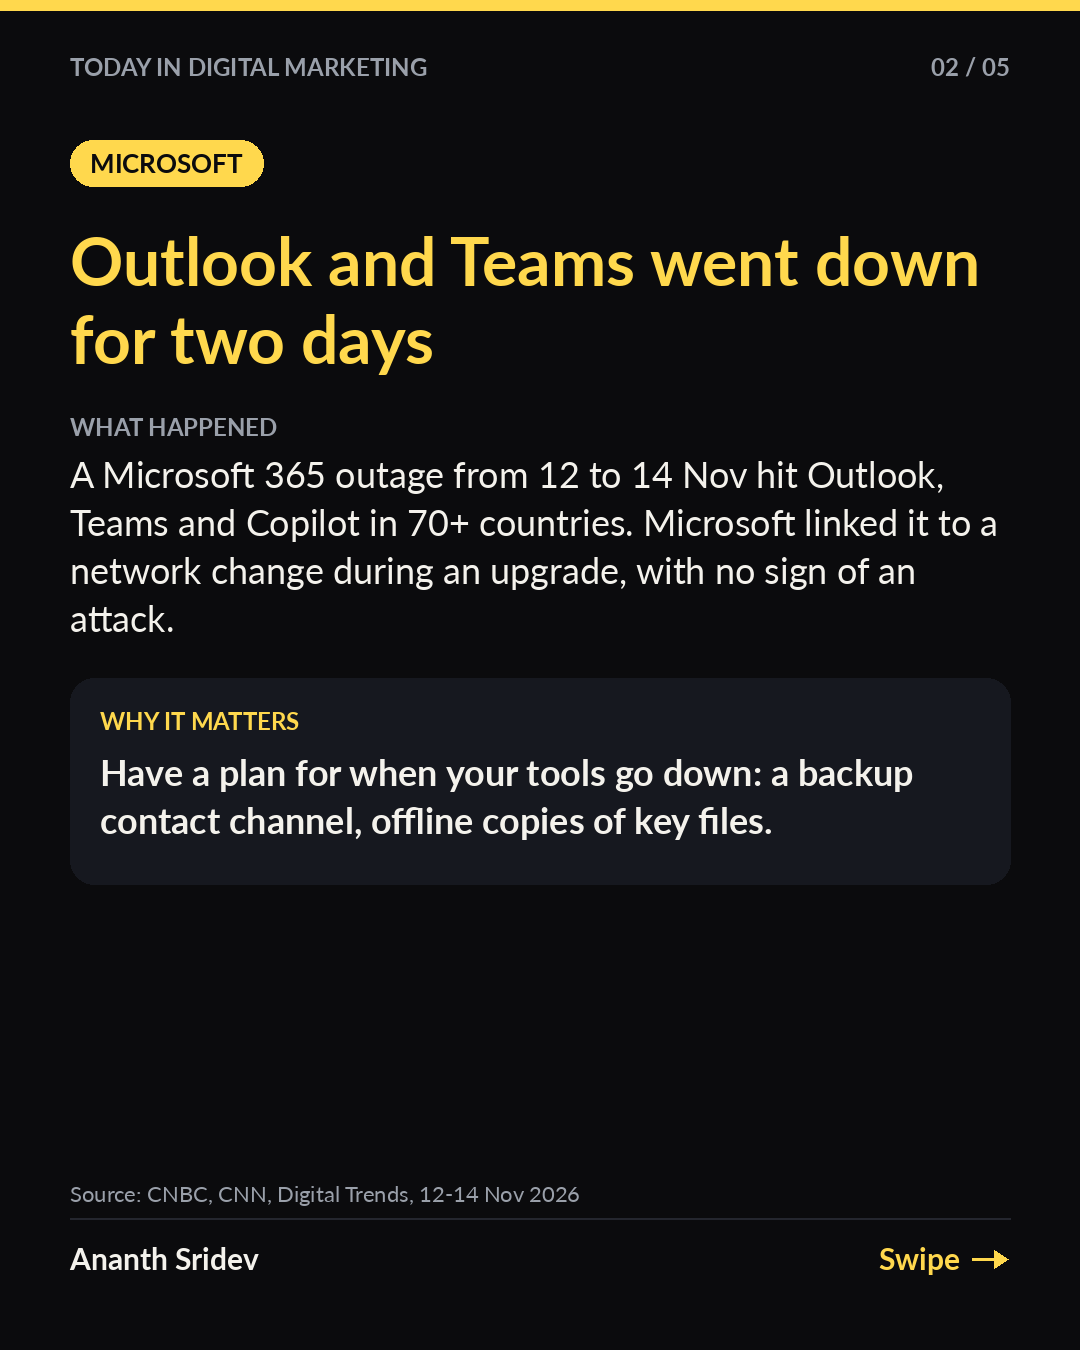 TODAY IN DIGITAL MARKETING
02 / 05
MICROSOFT
Outlook and Teams went down
for two days
WHAT HAPPENED
A Microsoft 365 outage from 12 to 14 Nov hit Outlook,
Teams and Copilot in 70+ countries. Microsoft linked it to a
network change during an upgrade, with no sign of an
attack.
WHY IT MATTERS
Have a plan for when your tools go down: a backup
contact channel, offline copies of key files.
Source: CNBC, CNN, Digital Trends, 12-14 Nov 2026
Ananth Sridev
Swipe →